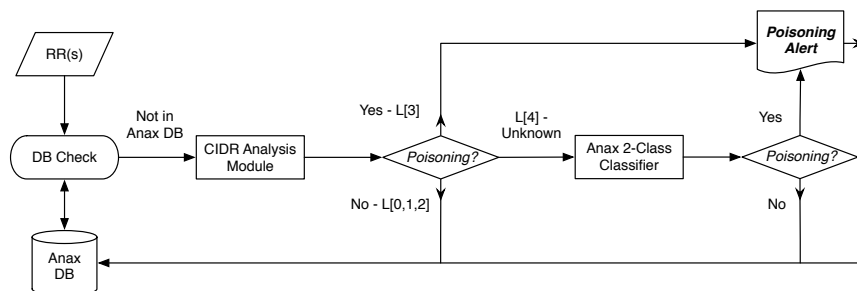 Poisoning
Alert
RR(s)
Not in
Anax DB
Yes - L[3]
L[4] -
Unknown
Yes
DB Check
CIDR Analysis
Module
Poisoning?
Anax 2-Class
Classifier
Poisoning?
No - L[0,1,2]
No
Anax
DB